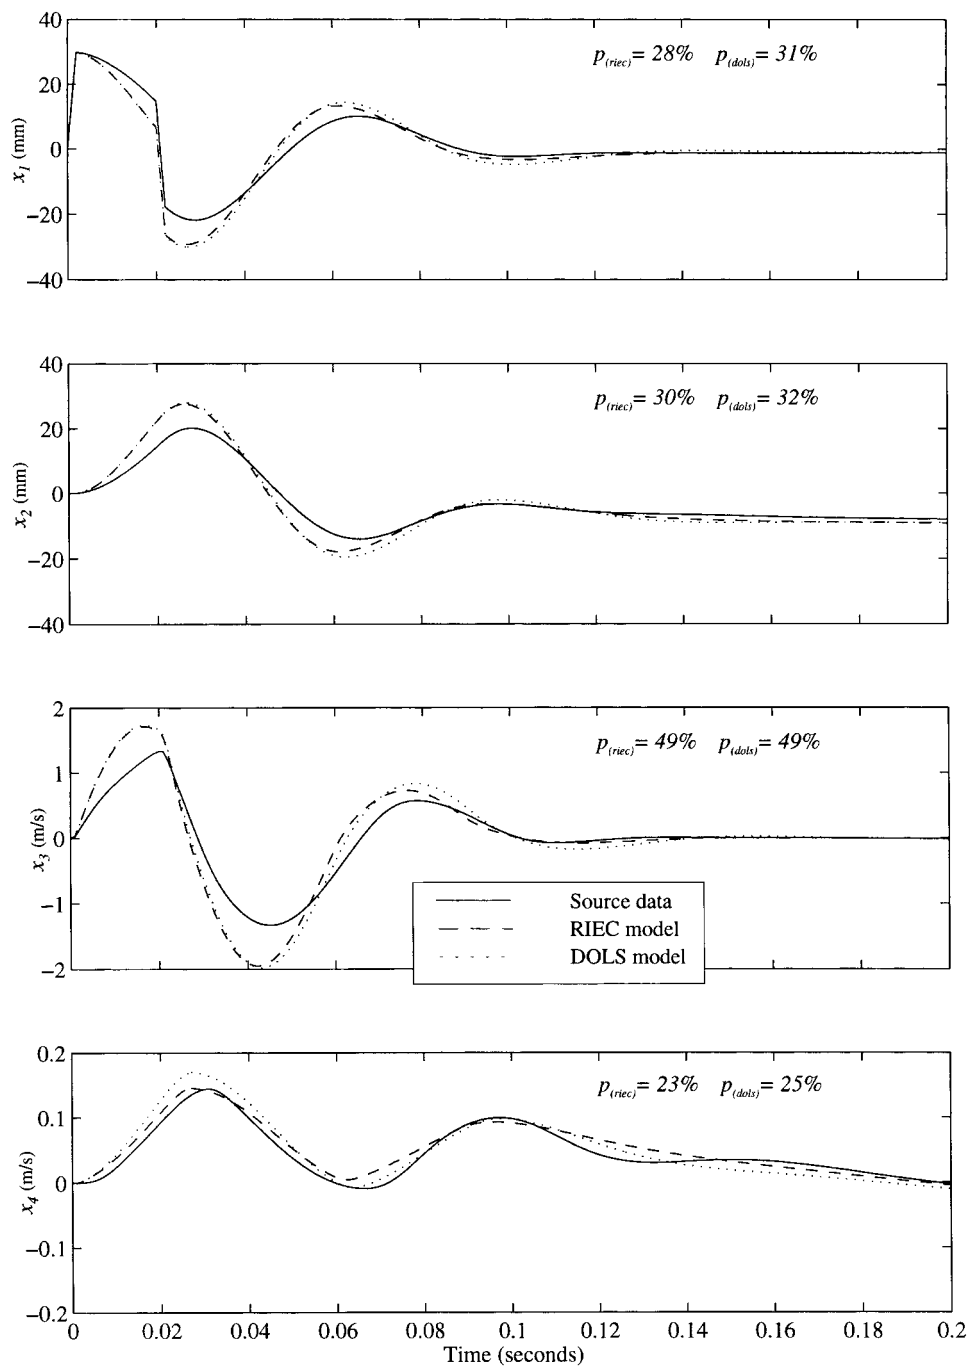 40
p(riec)= 28% p(dols)= 31%
20
0
x1 (mm)
−20
−40
40
p(riec)= 30% p(dols)= 32%
20
0
x2 (mm)
−20
−40
2
p(riec)= 49% p(dols)= 49%
1
0
x3 (m/s)
Source data
−1
RIEC model
DOLS model
−2
0.2
p(riec)= 23% p(dols)= 25%
0.1
0
x4 (m/s)
−0.1
−0.2
0 0.02 0.04 0.06 0.08 0.1 0.12 0.14 0.16 0.18 0.2
Time (seconds)